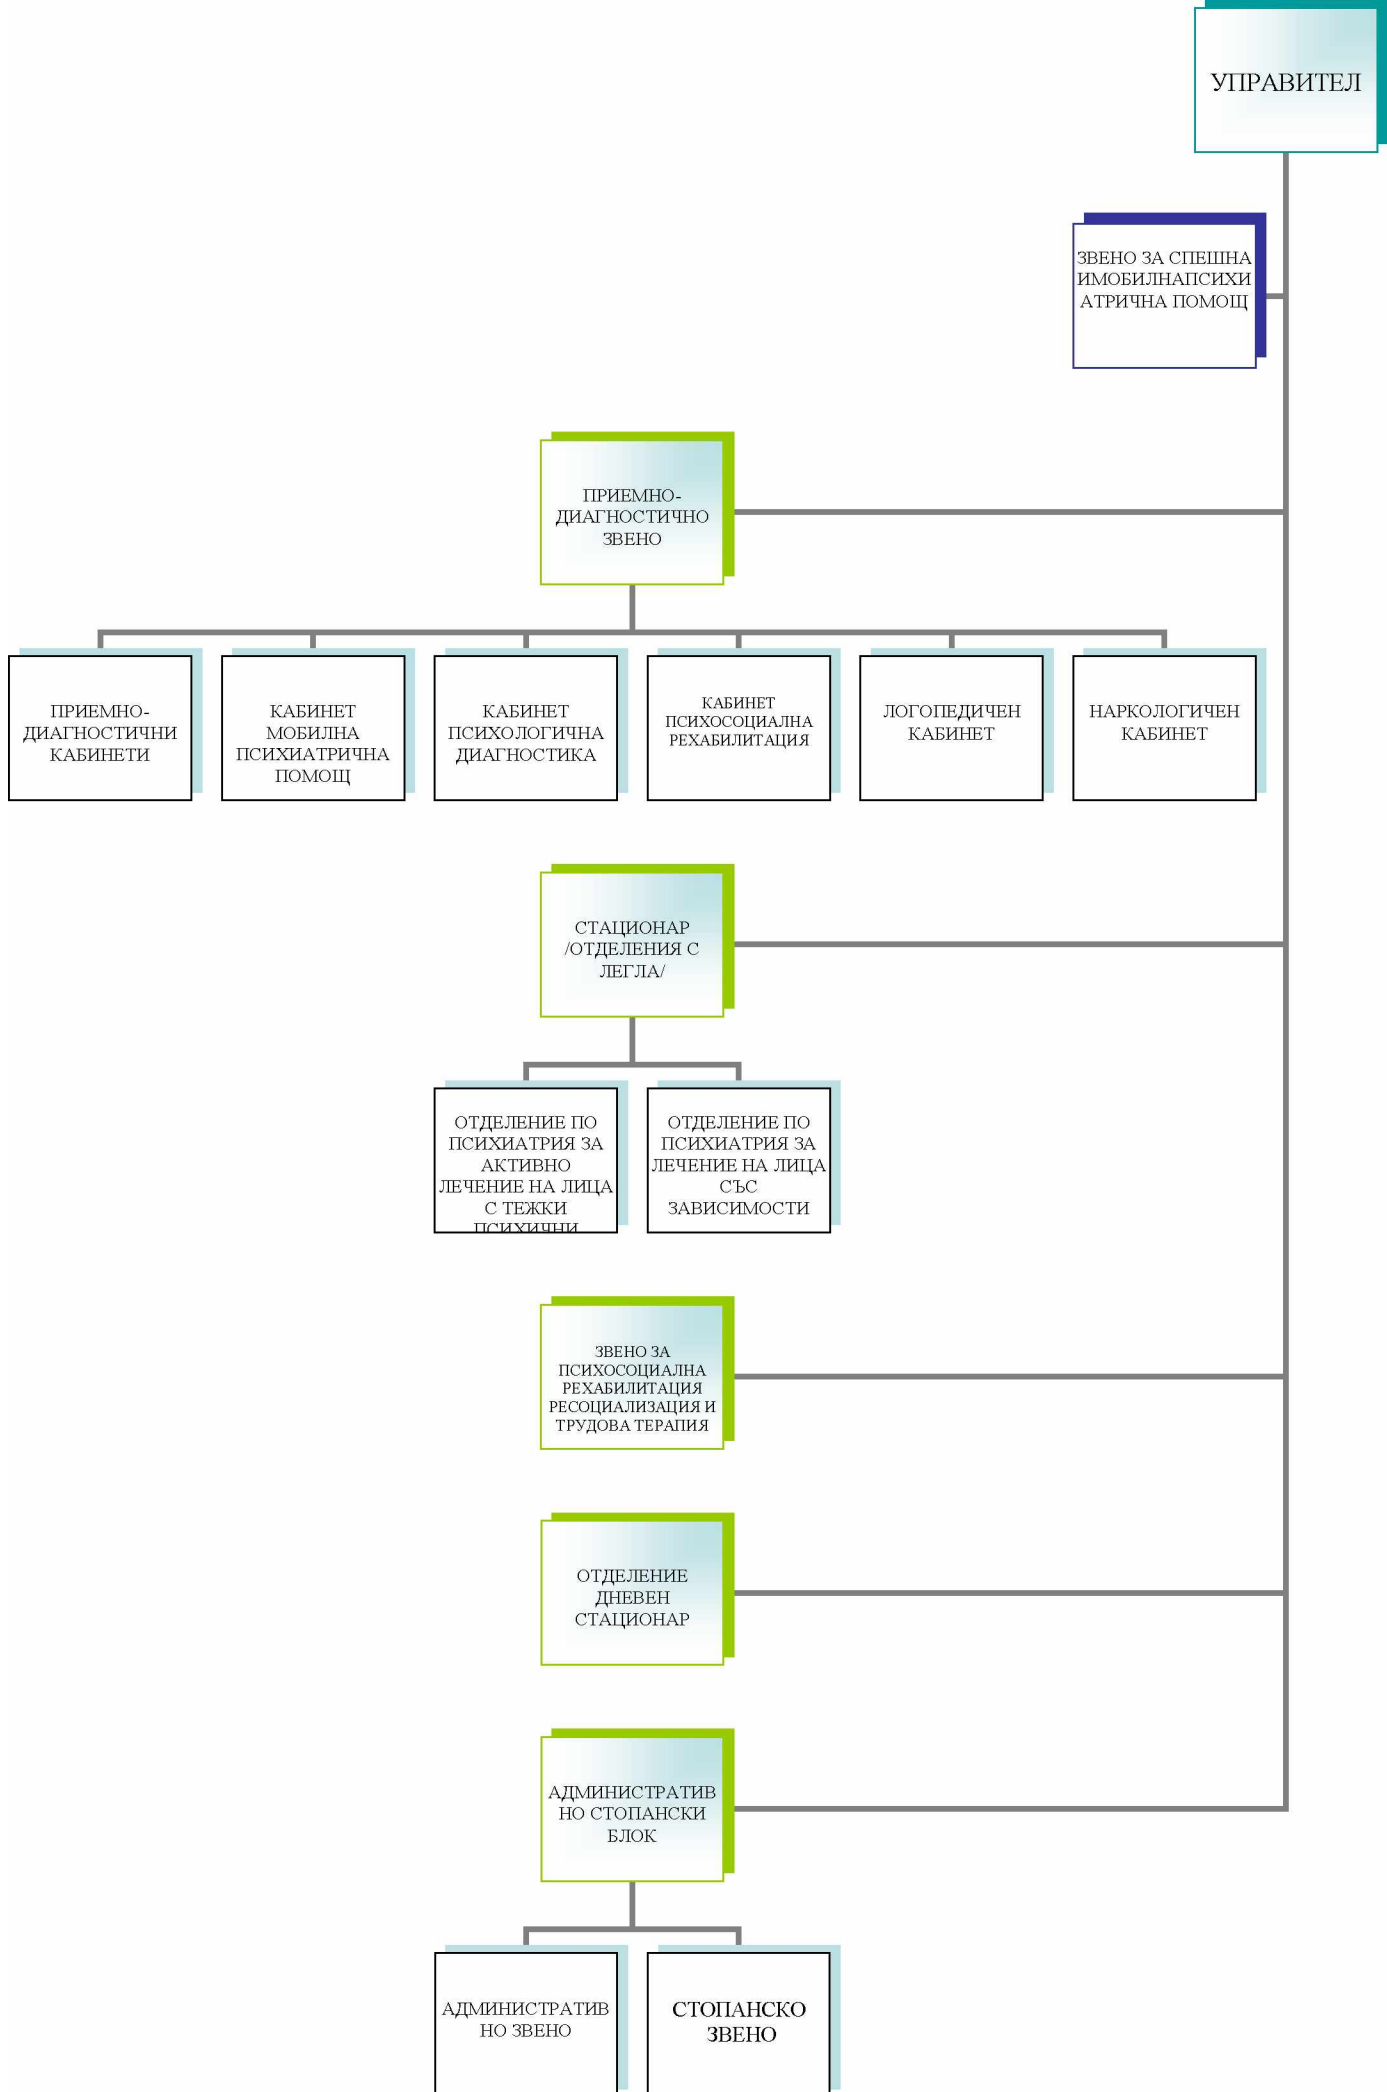 УПРАВИТЕЛ
ЗВЕНО ЗА СПЕШНА
ИМОБИЛНАПСИХИ
АТРИЧНА ПОМОЩ
ПРИЕМНО-
ДИАГНОСТИЧНО
ЗВЕНО
ПРИЕМНО-
ДИАГНОСТИЧНИ
КАБИНЕТИ
КАБИНЕТ
МОБИЛНА
ПСИХИАТРИЧНА
ПОМОЩ
КАБИНЕТ
ПСИХОЛОГИЧНА
ДИАГНОСТИКА
КАБИНЕТ
ПСИХОСОЦИАЛНА
РЕХАБИЛИТАЦИЯ
ЛОГОПЕДИЧЕН
КАБИНЕТ
НАРКОЛОГИЧЕН
КАБИНЕТ
СТАЦИОНАР
/ОТДЕЛЕНИЯ С
ЛЕГЛА/
ОТДЕЛЕНИЕ ПО
ПСИХИАТРИЯ ЗА
АКТИВНО
ЛЕЧЕНИЕ НА ЛИЦА
С ТЕЖКИ
ПСИХИЧНИ
ОТДЕЛЕНИЕ ПО
ПСИХИАТРИЯ ЗА
ЛЕЧЕНИЕ НА ЛИЦА
СЪС
ЗАВИСИМОСТИ
ЗВЕНО ЗА
ПСИХОСОЦИАЛНА
РЕХАБИЛИТАЦИЯ
РЕСОЦИАЛИЗАЦИЯ И
ТРУДОВА ТЕРАПИЯ
ОТДЕЛЕНИЕ
ДНЕВЕН
СТАЦИОНАР
АДМИНИСТРАТИВ
НО СТОПАНСКИ
БЛОК
АДМИНИСТРАТИВ
НО ЗВЕНО
СТОПАНСКО
ЗВЕНО